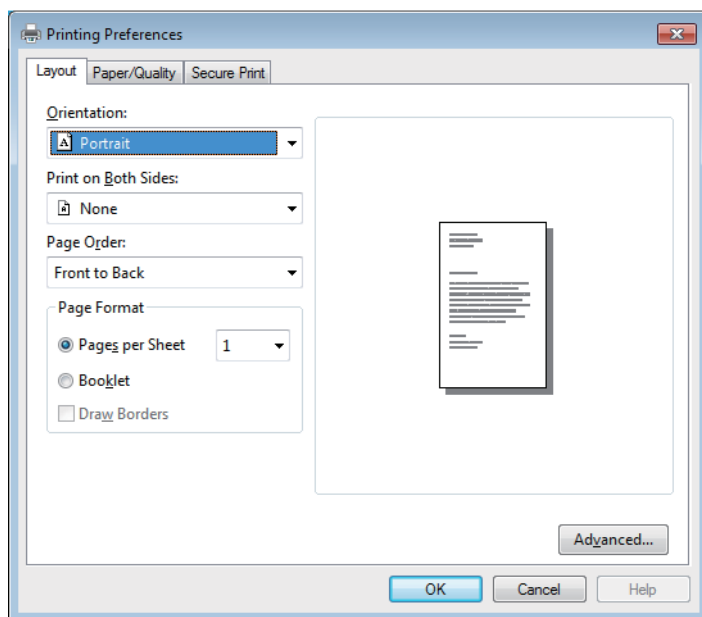 Printing Preferences
Layout Paper/Quality Secure Print
Orientation:
A Portrait
Print on Both Sides:
None
Page Order:
Front to Back
Page Format
Pages per Sheet 1
Booklet
Draw Borders
Advanced...
OK Cancel Help